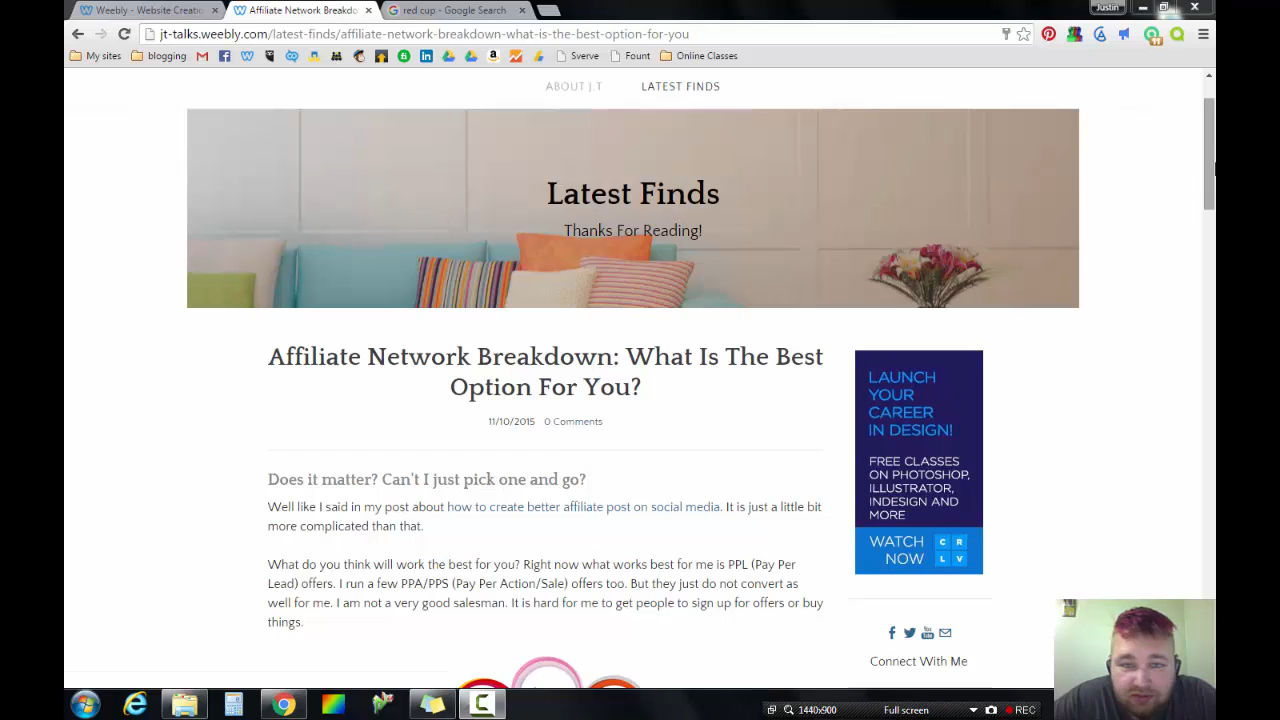 Weebly - Website Creatio
Affiliate Network Breakdo
red cup - Google Search
Justin
jt-talks.weebly.com/latest-finds/affiliate-network-breakdown-what-is-the-best-option-for-you
My sites
blogging
Sverve
Fount
Online Classes
ABOUT J.T
LATEST FINDS
Latest Finds
Thanks For Reading!
Affiliate Network Breakdown: What Is The Best
Option For You?
11/10/2015
0 Comments
Does it matter? Can't I just pick one and go?
Well like I said in my post about how to create better affiliate post on social media. It is just a little bit
more complicated than that.
What do you think will work the best for you? Right now what works best for me is PPL (Pay Per
Lead) offers. I run a few PPA/PPS (Pay Per Action/Sale) offers too. But they just do not convert as
well for me. I am not a very good salesman. It is hard for me to get people to sign up for offers or buy
things.
LAUNCH
YOUR
CAREER
IN DESIGN!
FREE CLASSES
ON PHOTOSHOP,
ILLUSTRATOR,
INDESIGN AND
MORE
WATCH
NOW
C R
L V
Connect With Me
1440x900
Full screen
REC